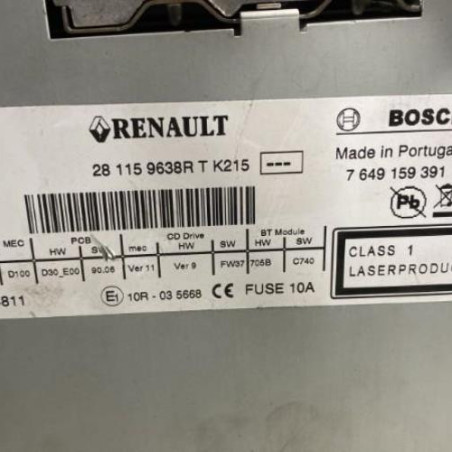 RENAULT
BOSC
28 115 9638R T K215 ---
Made in Portuga
7 649 159 391
Pb
MEC PCB CD Drive BT Module
HW mec HW SW HW SW
D100 D30_E00 90.06 Ver 11 Ver 9 FW37 705B C740
CLASS 1
LASERPRODUC
811
E1 10R - 03 5668 CE FUSE 10A